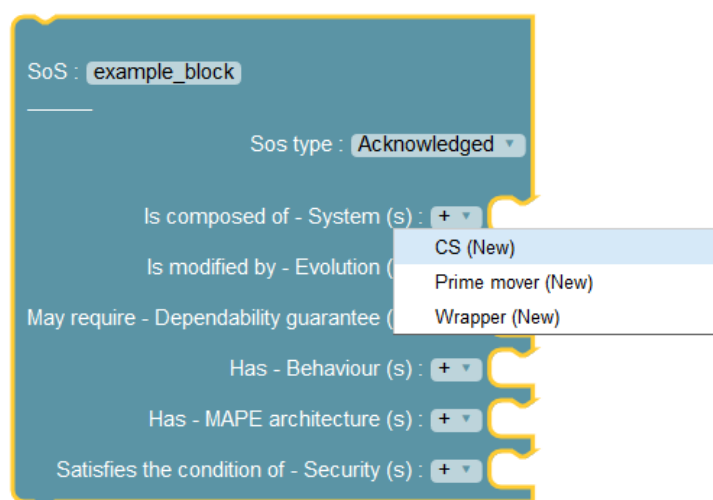 SoS : example_block
Sos type : Acknowledged
Is composed of - System (s) : +
CS (New)
Is modified by - Evolution (
Prime mover (New)
May require - Dependability guarantee (
Wrapper (New)
Has - Behaviour (s) : +
Has - MAPE architecture (s) : +
Satisfies the condition of - Security (s) : +